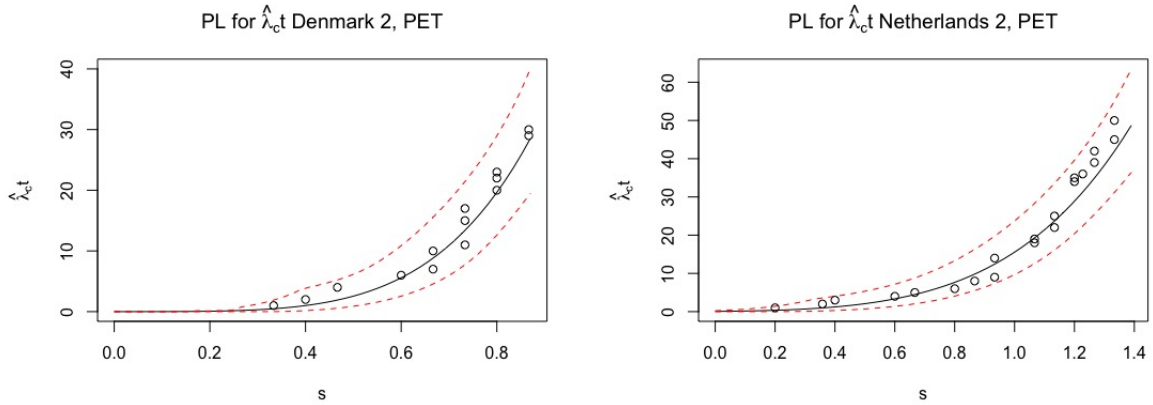 PL for λ̂ct Denmark 2, PET
40
30
20
10
0
λ̂ct
0.0 0.2 0.4 0.6 0.8
s
PL for λ̂ct Netherlands 2, PET
60
50
40
30
20
10
0
λ̂ct
0.0 0.2 0.4 0.6 0.8 1.0 1.2 1.4
s